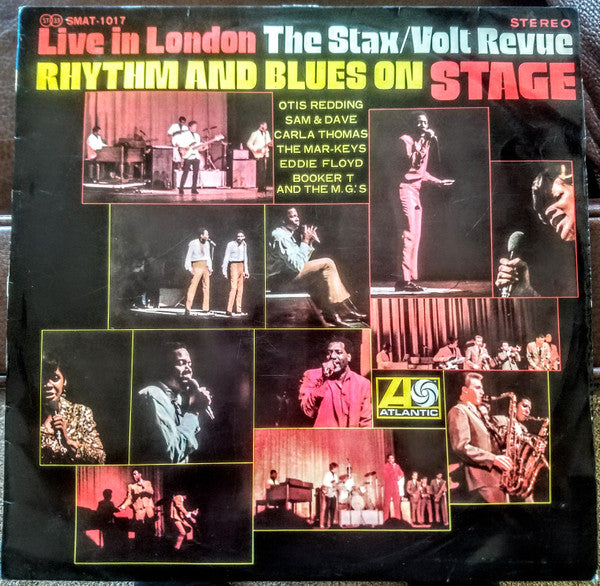 STEREO SMAT-1017
STEREO
Live in London The Stax/Volt Revue
RHYTHM AND BLUES ON STAGE
OTIS REDDING
SAM & DAVE
CARLA THOMAS
THE MAR-KEYS
EDDIE FLOYD
BOOKER T
AND THE M.G.'S
ATLANTIC